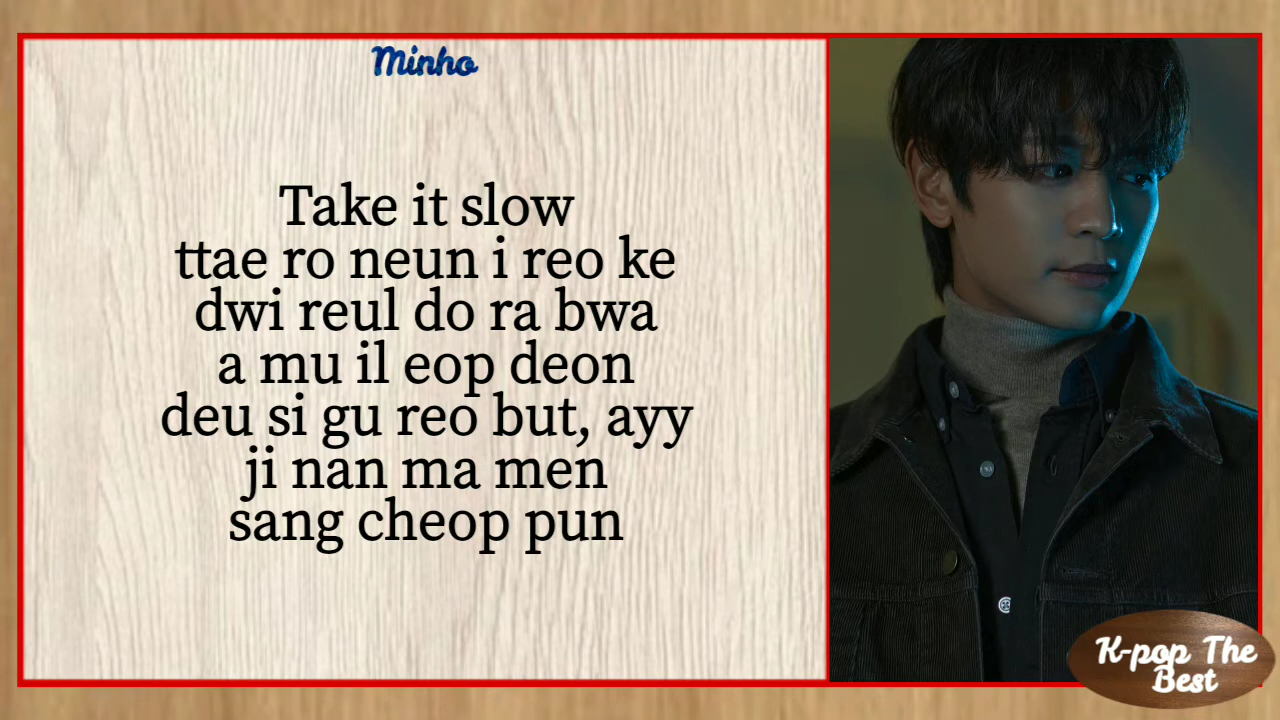 Minho
Take it slow
ttae ro neun i reo ke
dwi reul do ra bwa
a mu il eop deon
deu si gu reo but, ayy
ji nan ma men
sang cheop pun
K-pop The
Best